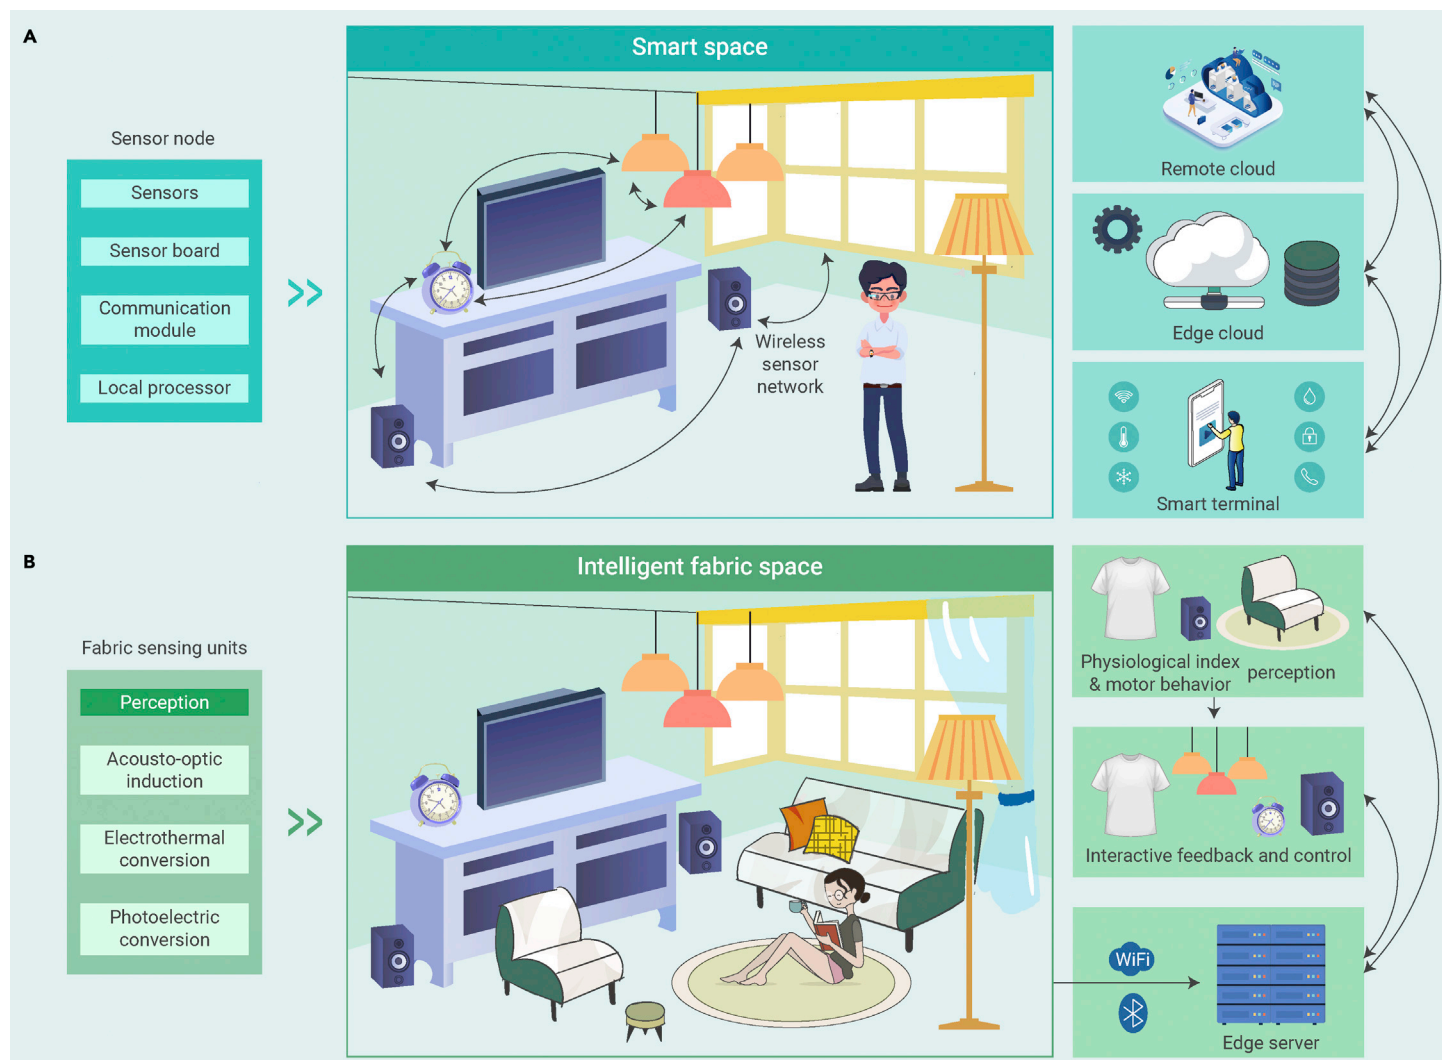 A
Smart space
Sensor node
Sensors
Sensor board
Communication
module
Local processor
Wireless
sensor
network
Remote cloud
Edge cloud
Smart terminal
B
Intelligent fabric space
Fabric sensing units
Perception
Acousto-optic
induction
Electrothermal
conversion
Photoelectric
conversion
Physiological index
& motor behavior
perception
Interactive feedback and control
WiFi
Edge server